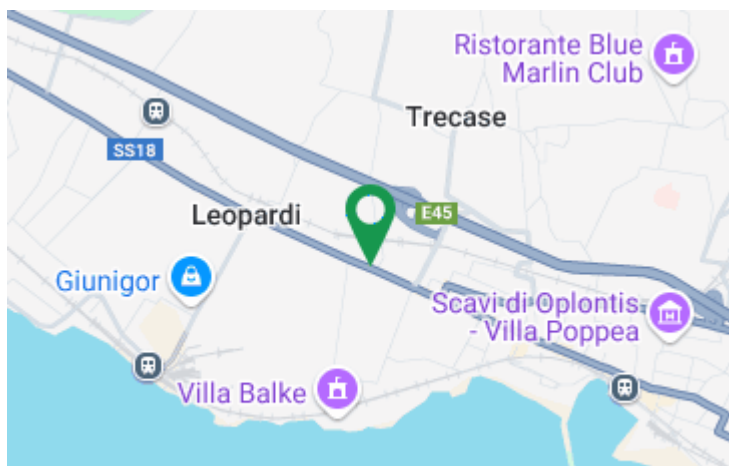 Ristorante Blue
Marlin Club
Trecase
SS18
Leopardi
E45
Giunigor
Scavi di Oplontis
- Villa Poppea
Villa Balke